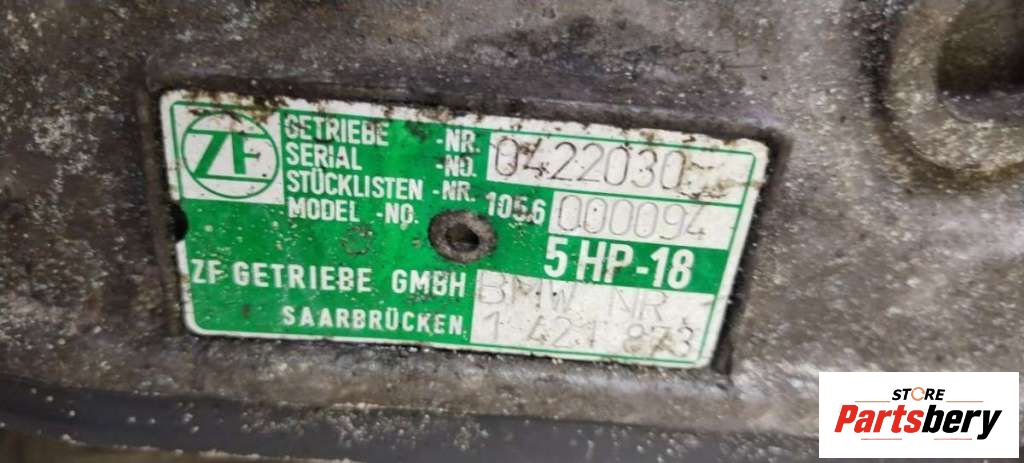 ZF
GETRIEBE -NR. 0422030
SERIAL -NO.
STÜCKLISTEN -NR. 1056 000094
MODEL -NO.
5 HP-18
ZF GETRIEBE GMBH BMW NR.
SAARBRÜCKEN 1 421 873
STORE
Partsbery